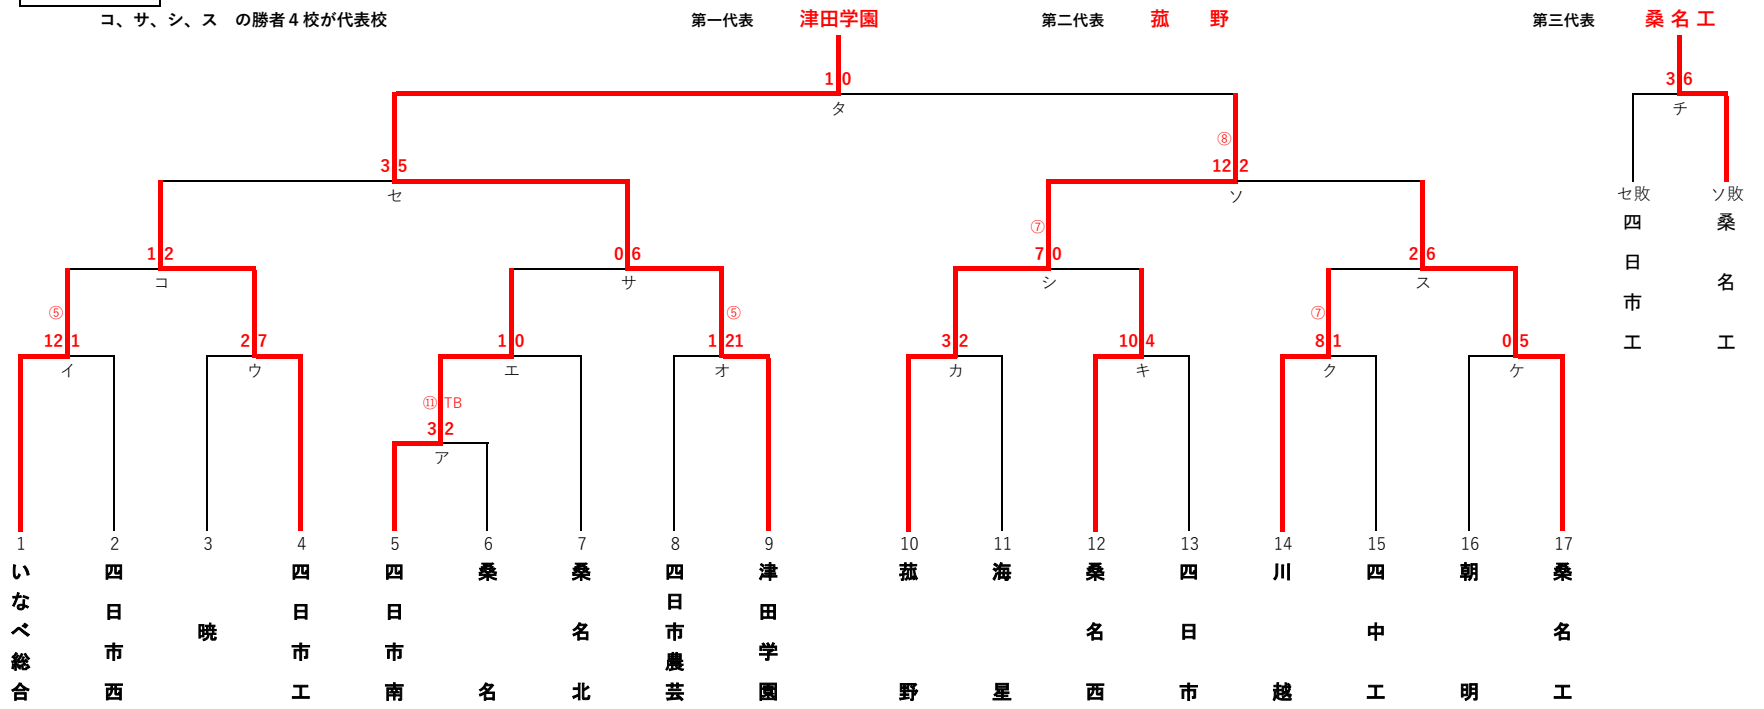 コ、サ、シ、ス　の勝者４校が代表校
第一代表　津田学園
第二代表　菰　野
第三代表　桑名工
1 0
タ
3 6
チ
⑧
3 5
セ
12 2
ソ
セ敗
ソ敗
四日市工
桑名工
⑦
1 2
コ
0 6
サ
7 0
シ
2 6
ス
⑤
⑤
⑦
12 1
イ
2 7
ウ
1 0
エ
1 21
オ
3 2
カ
10 4
キ
8 1
ク
0 5
ケ
⑪ TB
3 2
ア
1 2 3 4 5 6 7 8 9 10 11 12 13 14 15 16 17
いなべ総合
四日市西
暁
四日市工
四日市南
桑名
桑名北
四日市農芸
津田学園
菰野
海星
桑名西
四日市
川越
四中工
朝明
桑名工